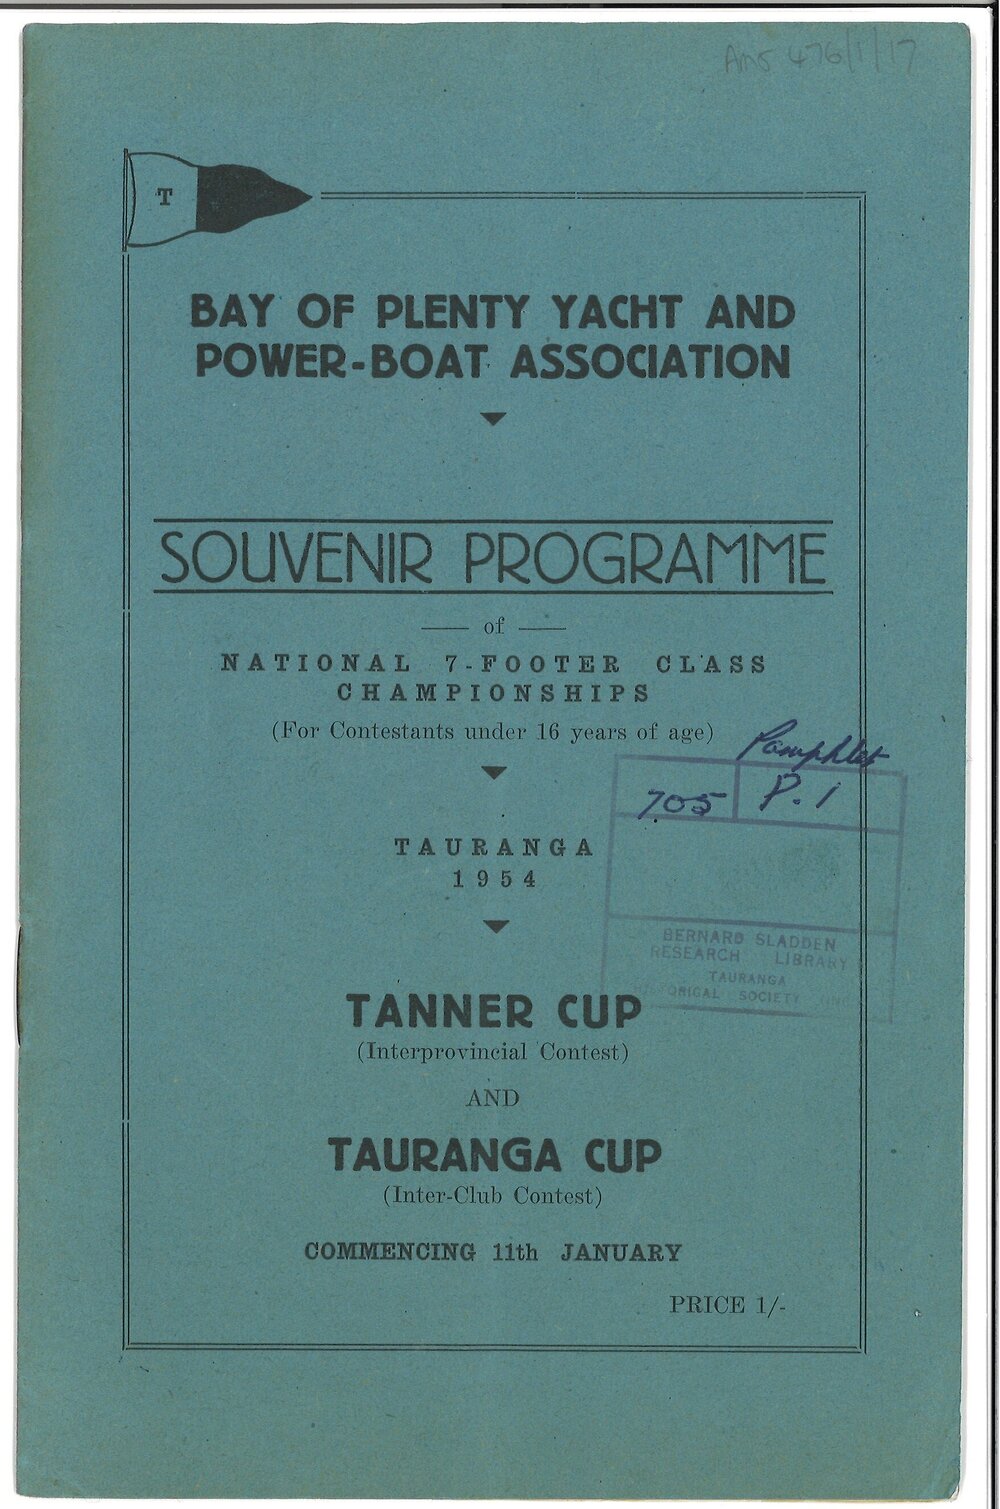 Ams 476/1/17
T
BAY OF PLENTY YACHT AND
POWER-BOAT ASSOCIATION
SOUVENIR PROGRAMME
of
NATIONAL 7-FOOTER CLASS
CHAMPIONSHIPS
(For Contestants under 16 years of age)
Pamphlet
705 P.1
TAURANGA
1954
BERNARD SLADDEN
RESEARCH LIBRARY
TAURANGA
HISTORICAL SOCIETY INC
TANNER CUP
(Interprovincial Contest)
AND
TAURANGA CUP
(Inter-Club Contest)
COMMENCING 11th JANUARY
PRICE 1/-